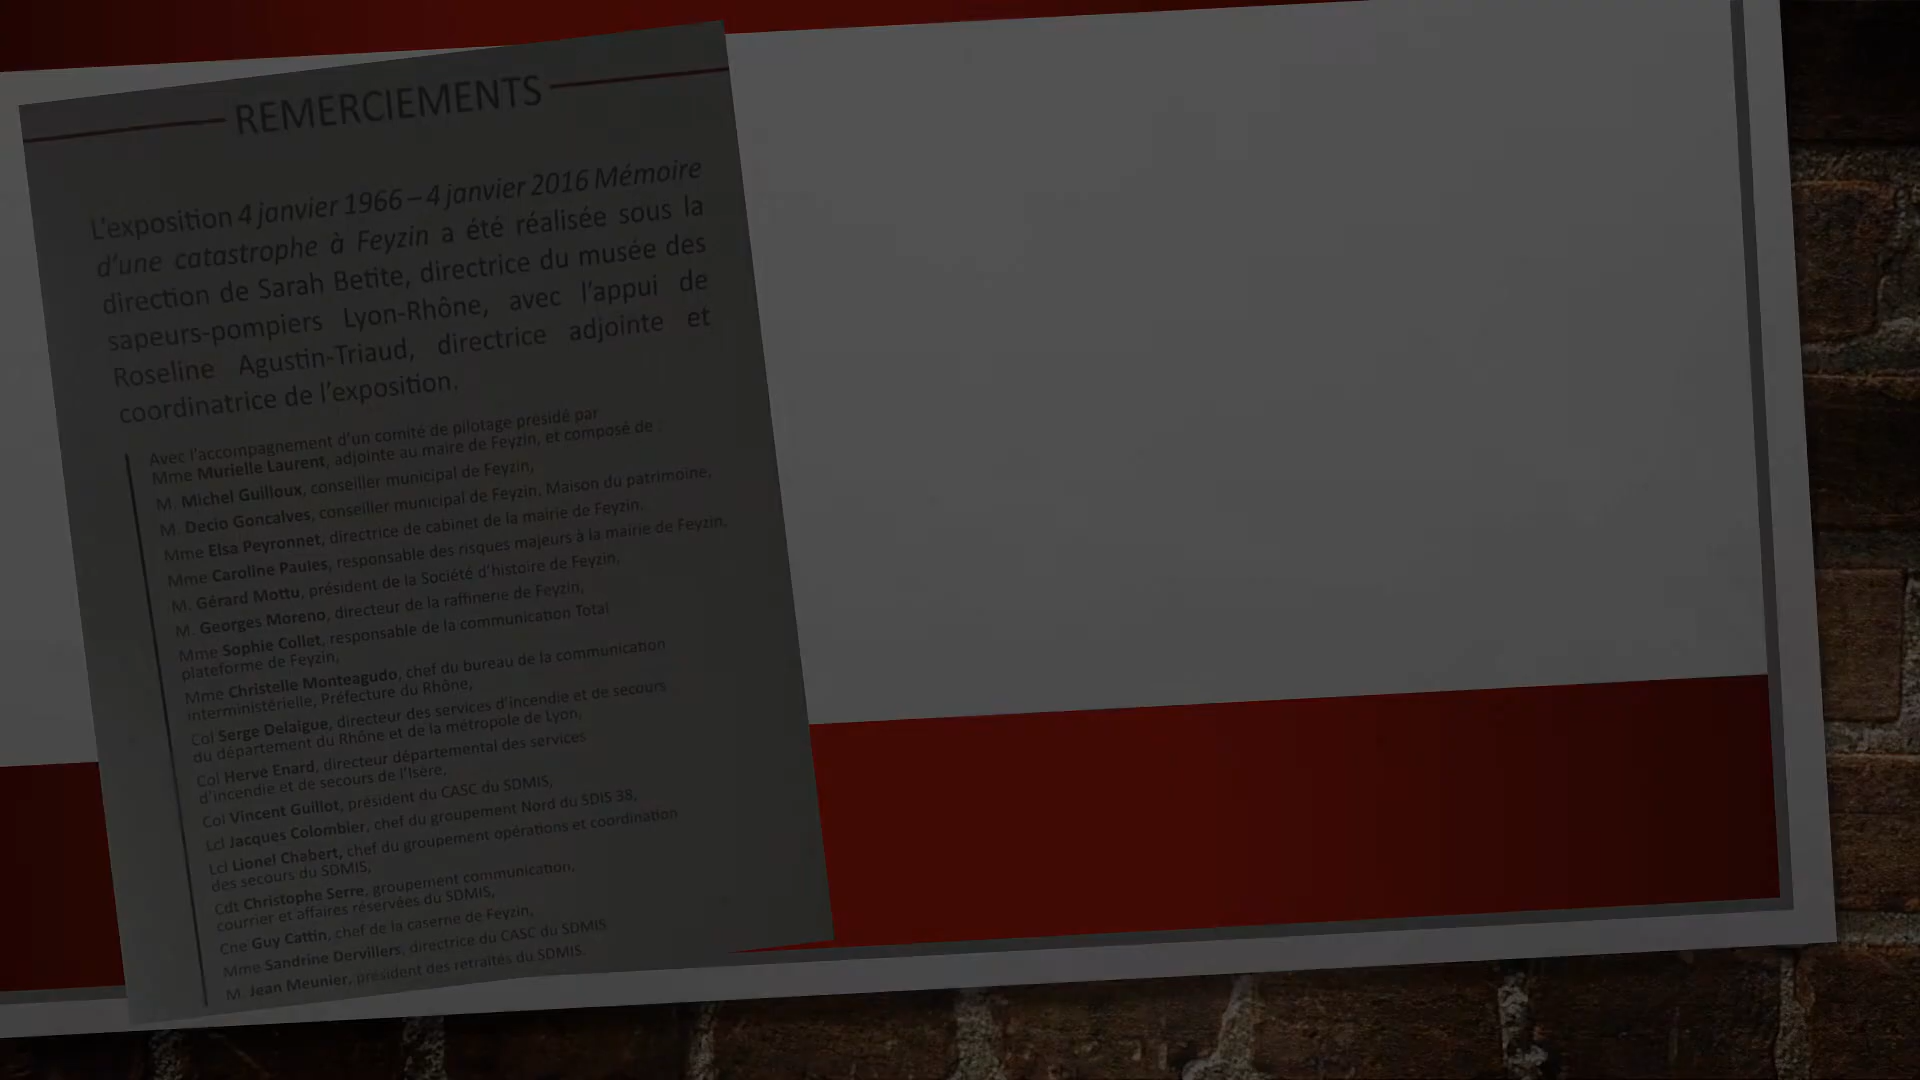 REMERCIEMENTS
L'exposition 4 janvier 1966 – 4 janvier 2016 Mémoire
d'une catastrophe à Feyzin a été réalisée sous la
direction de Sarah Betite, directrice du musée des
sapeurs-pompiers Lyon-Rhône, avec l'appui de
Roseline Agustin-Triaud, directrice adjointe et
coordinatrice de l'exposition.
Avec l'accompagnement d'un comité de pilotage présidé par
Mme Murielle Laurent, adjointe au maire de Feyzin, et composé de :
M. Michel Guilloux, conseiller municipal de Feyzin,
M. Decio Goncalves, conseiller municipal de Feyzin, Maison du patrimoine,
Mme Elsa Peyronnet, directrice de cabinet de la mairie de Feyzin,
Mme Caroline Paules, responsable des risques majeurs à la mairie de Feyzin,
M. Gérard Mottu, président de la Société d'histoire de Feyzin,
M. Georges Moreno, directeur de la raffinerie de Feyzin,
Mme Sophie Collet, responsable de la communication Total
plateforme de Feyzin,
Mme Christelle Monteagudo, chef du bureau de la communication
interministérielle, Préfecture du Rhône,
Col Serge Delaigue, directeur des services d'incendie et de secours
du département du Rhône et de la métropole de Lyon,
Col Hervé Enard, directeur départemental des services
d'incendie et de secours de l'Isère,
Col Vincent Guillot, président du CASC du SDMIS,
Lcl Jacques Colombier, chef du groupement Nord du SDIS 38,
Lcl Lionel Chabert, chef du groupement opérations et coordination
des secours du SDMIS,
Cdt Christophe Serre, groupement communication,
courrier et affaires réservées du SDMIS,
Cne Guy Cattin, chef de la caserne de Feyzin,
Mme Sandrine Dervillers, directrice du CASC du SDMIS
M. Jean Meunier, président des retraités du SDMIS.